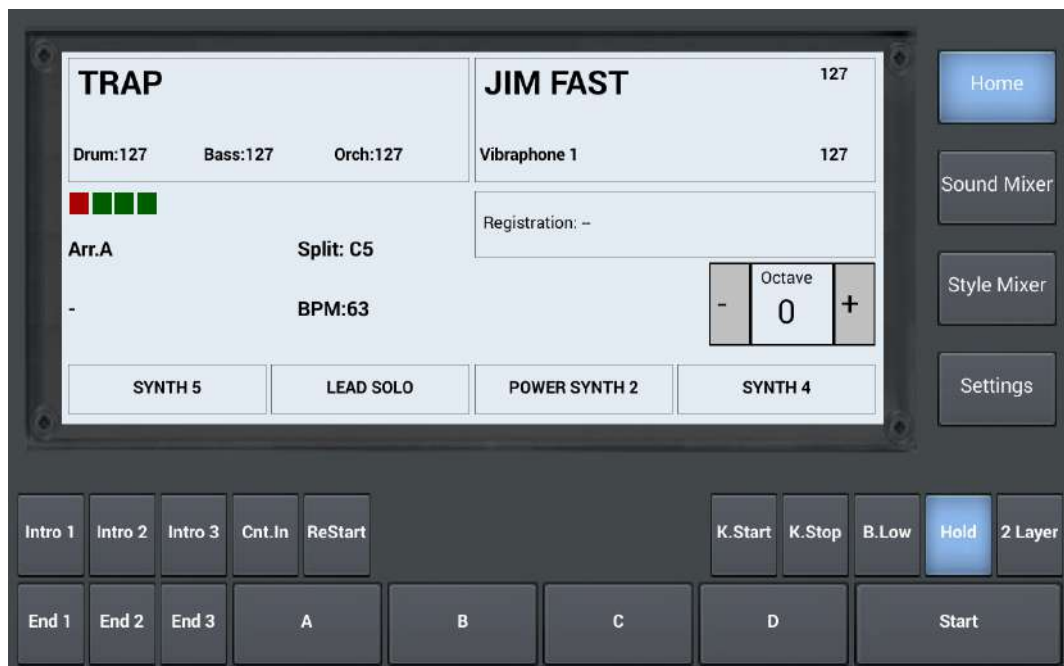 TRAP
Drum:127 Bass:127 Orch:127
JIM FAST 127
Vibraphone 1 127
Arr.A Split: C5
- BPM:63
Registration: --
Octave
- 0 +
SYNTH 5 LEAD SOLO POWER SYNTH 2 SYNTH 4
Home
Sound Mixer
Style Mixer
Settings
Intro 1 Intro 2 Intro 3 Cnt.In ReStart K.Start K.Stop B.Low Hold 2 Layer
End 1 End 2 End 3 A B C D Start